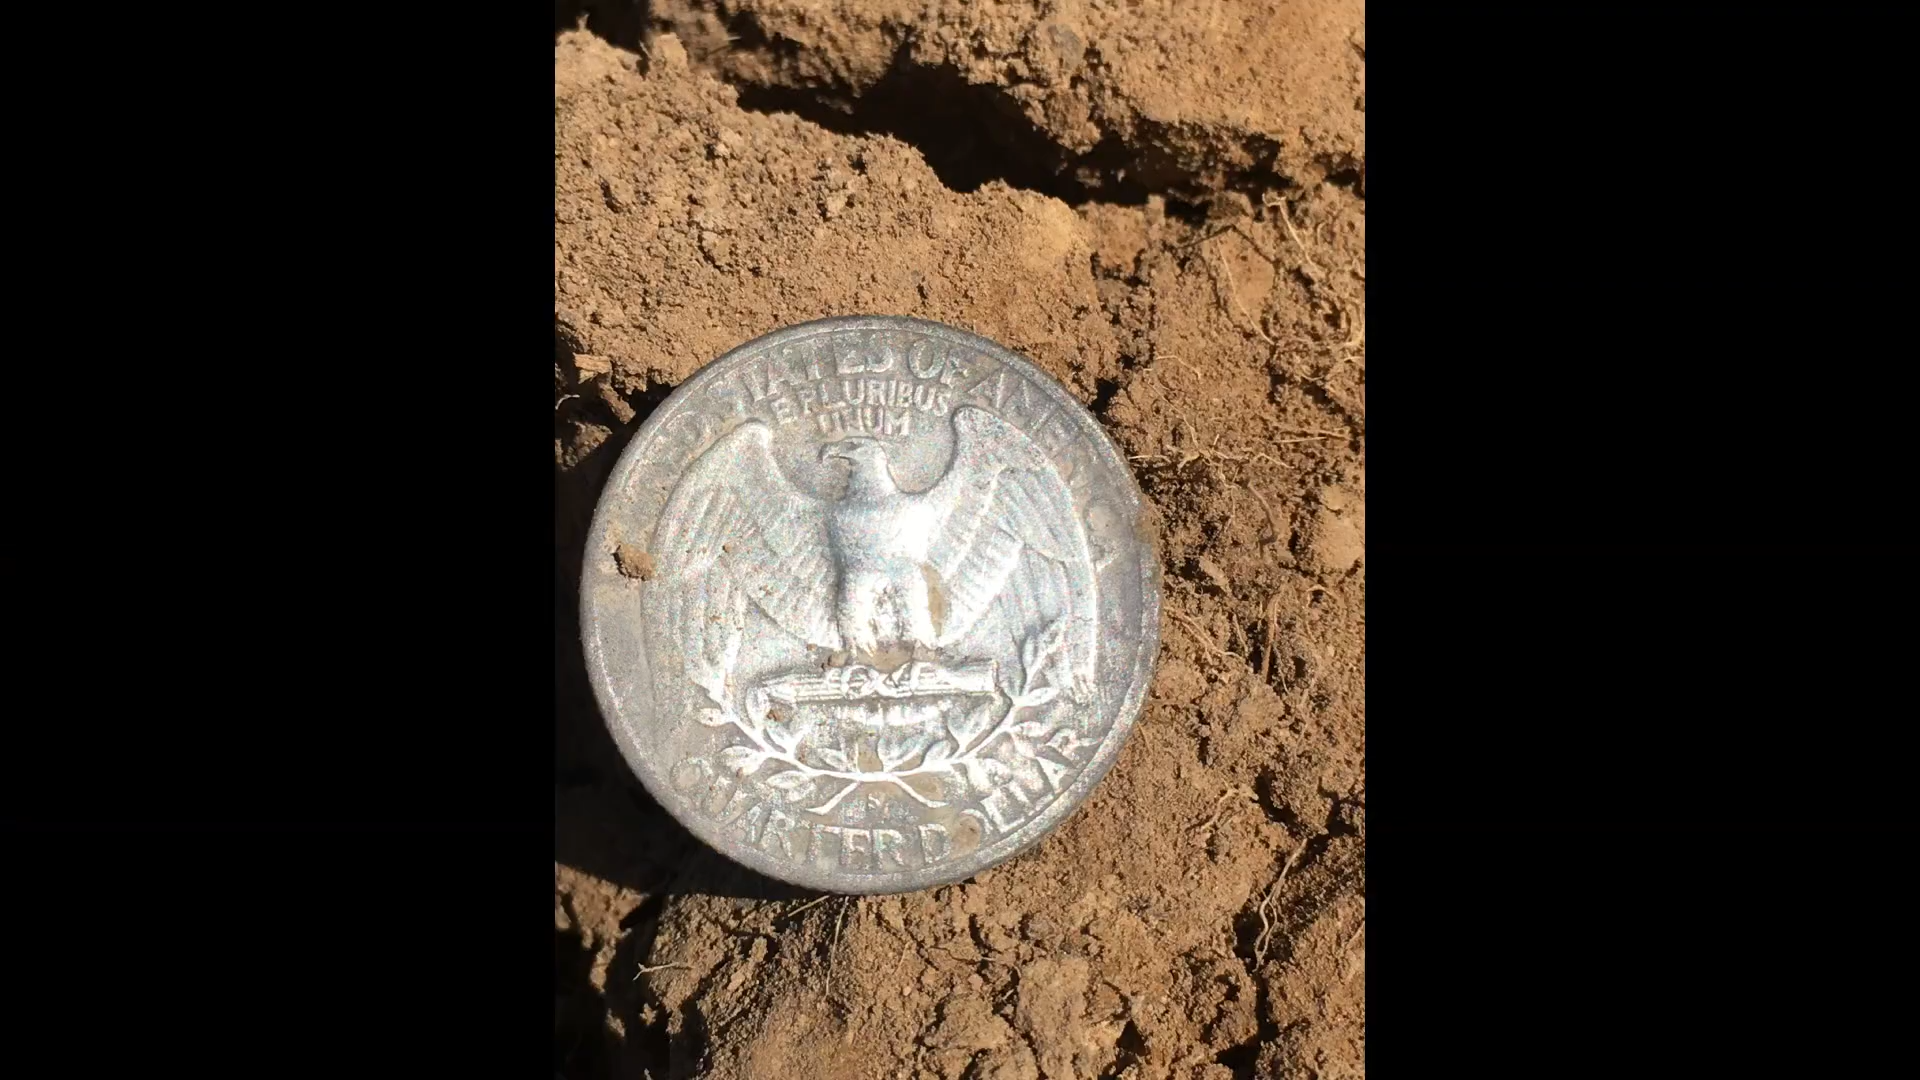 D STATES OF AMERICA
E PLURIBUS
UNUM
S
QUARTER DOLLAR